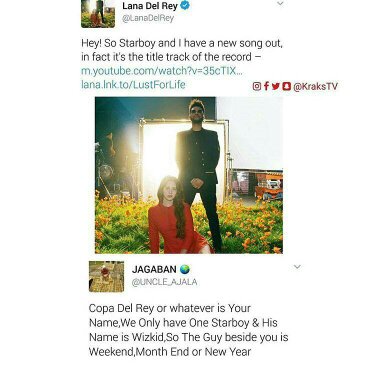 Lana Del Rey
@LanaDelRey
Hey! So Starboy and I have a new song out,
in fact it's the title track of the record –
m.youtube.com/watch?v=35cTIX...
lana.lnk.to/LustForLife
@KraksTV
JAGABAN
@UNCLE_AJALA
Copa Del Rey or whatever is Your
Name,We Only have One Starboy & His
Name is Wizkid,So The Guy beside you is
Weekend,Month End or New Year